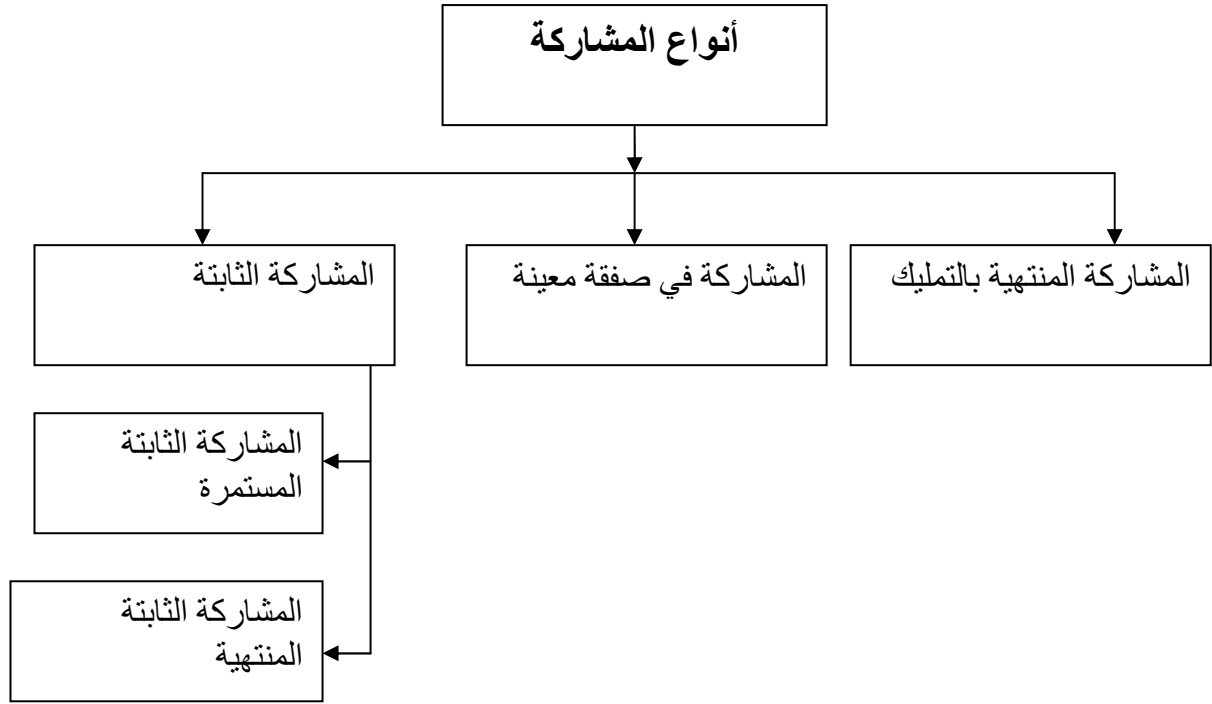 أنواع المشاركة
المشاركة المنتهية بالتمليك
المشاركة في صفقة معينة
المشاركة الثابتة
المشاركة الثابتة
المستمرة
المشاركة الثابتة
المنتهية